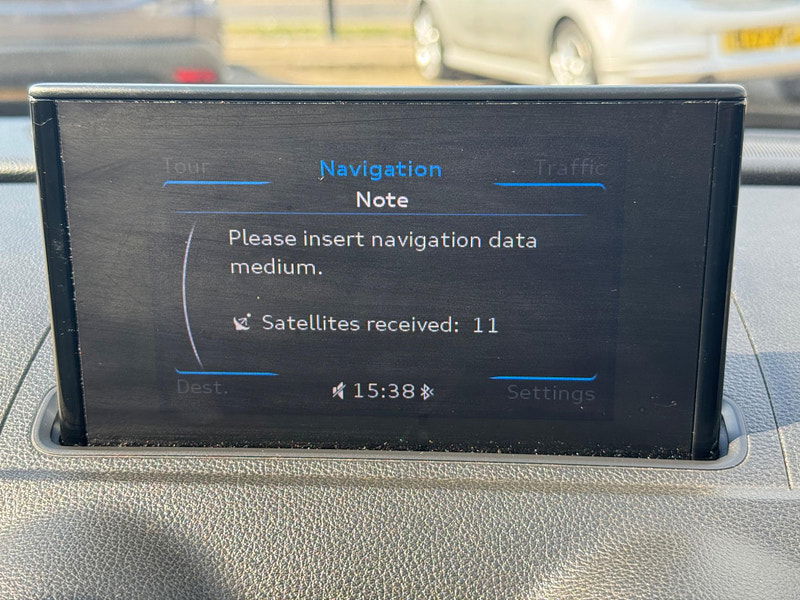 Tour Navigation Traffic
Note
Please insert navigation data
medium.
Satellites received: 11
Dest. 15:38 Settings